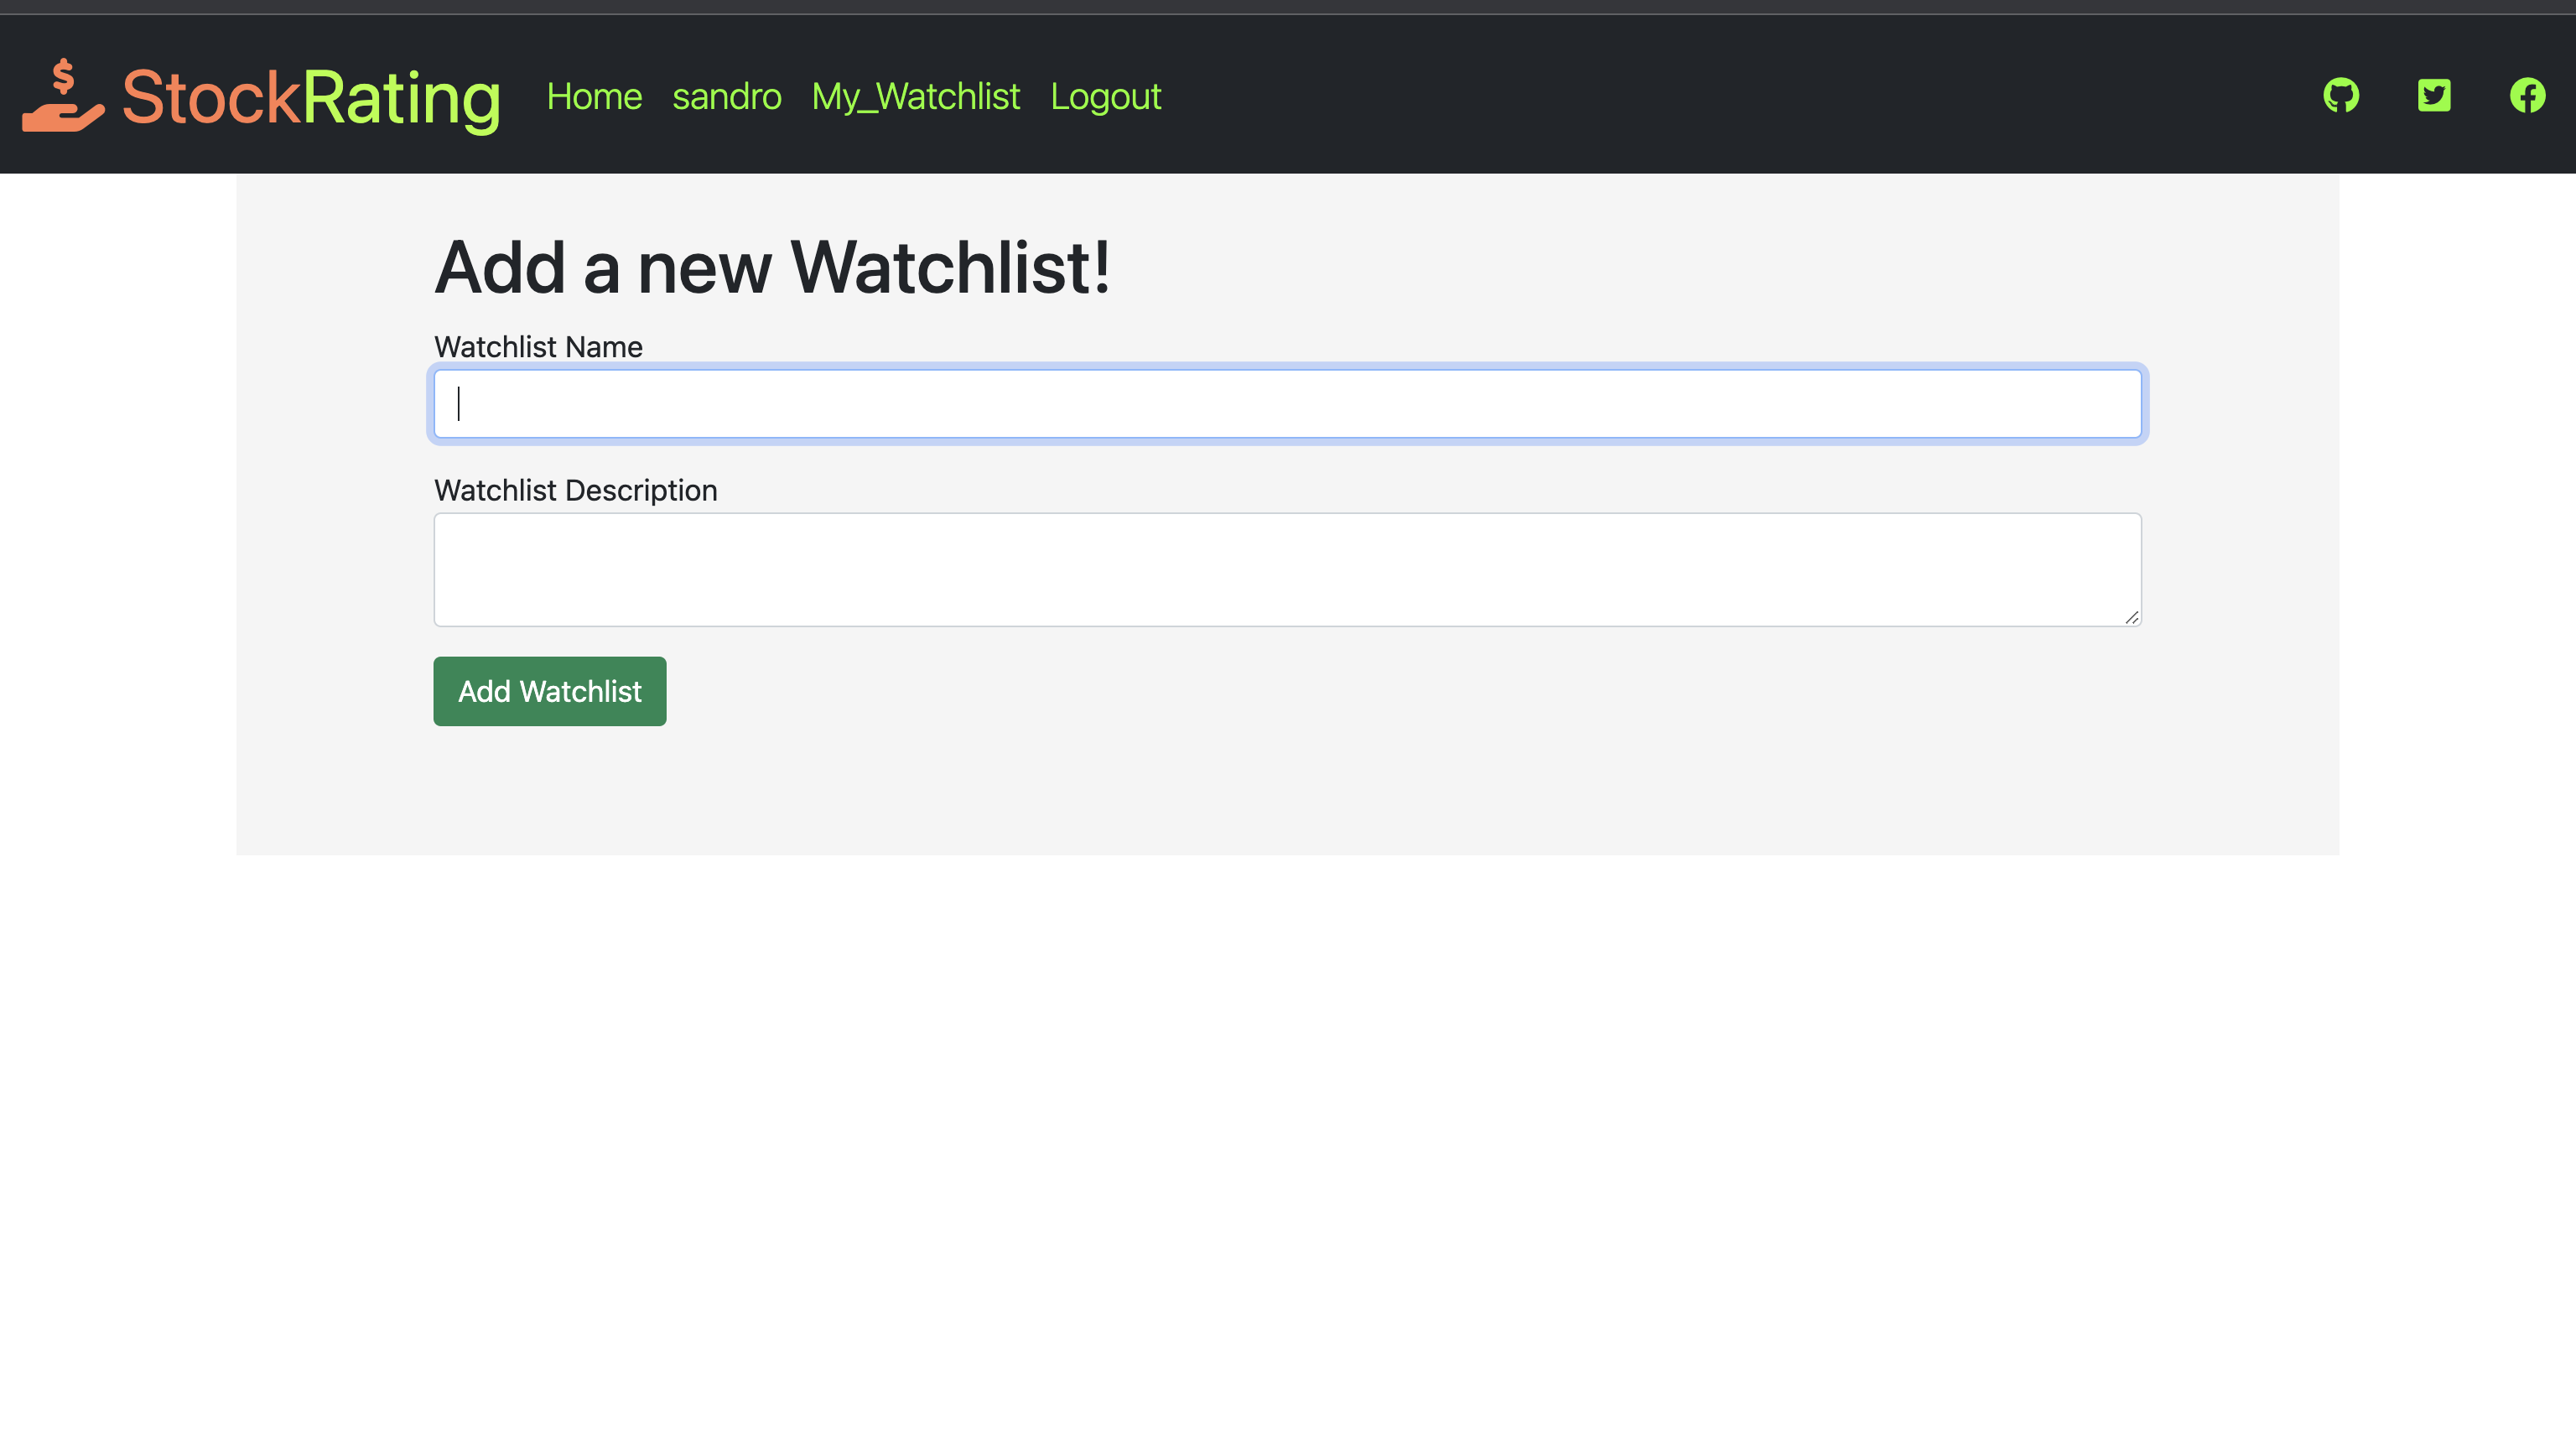 StockRating Home sandro My_Watchlist Logout
Add a new Watchlist!
Watchlist Name
Watchlist Description
Add Watchlist